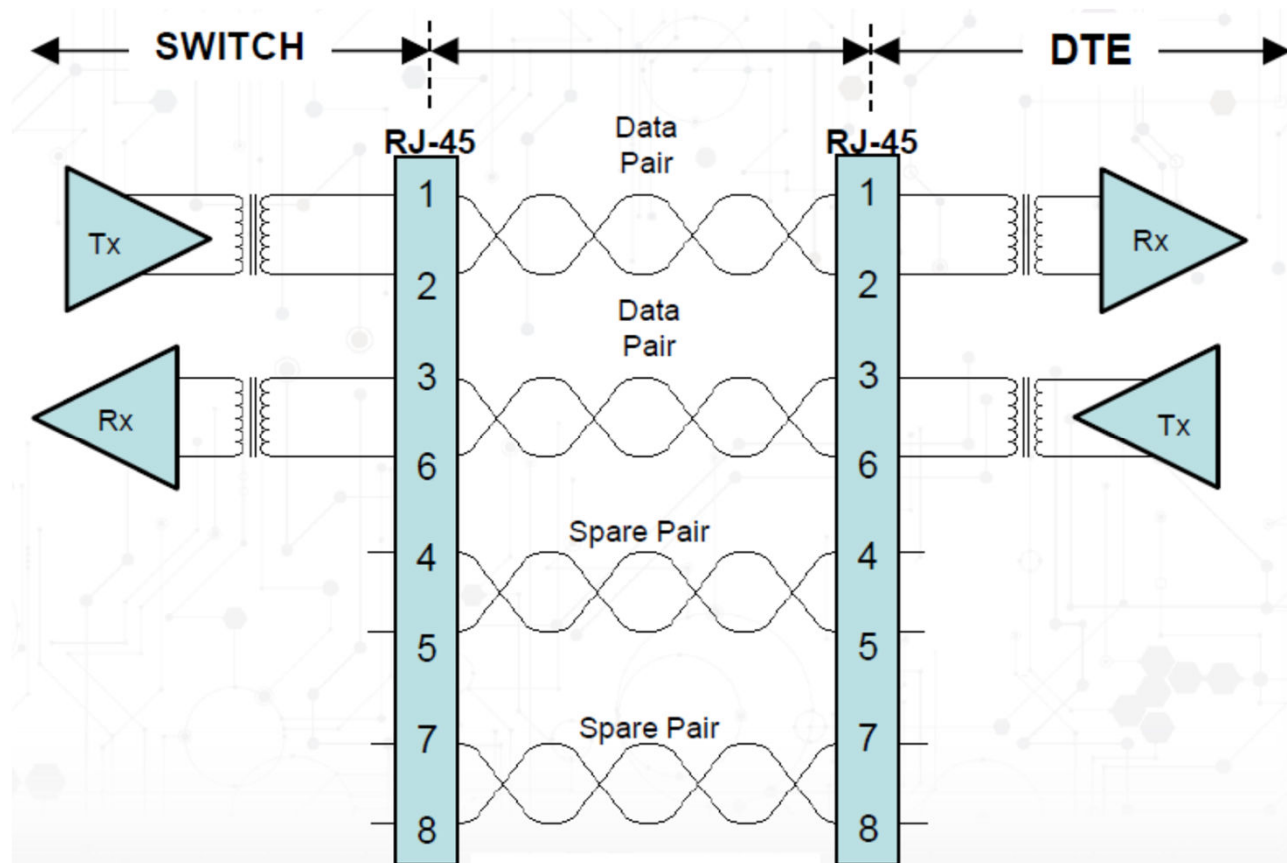 SWITCH
DTE
RJ-45
Data
Pair
RJ-45
Tx
1
2
1
2
Rx
Data
Pair
Rx
3
6
3
6
Tx
Spare Pair
4
5
4
5
Spare Pair
7
8
7
8